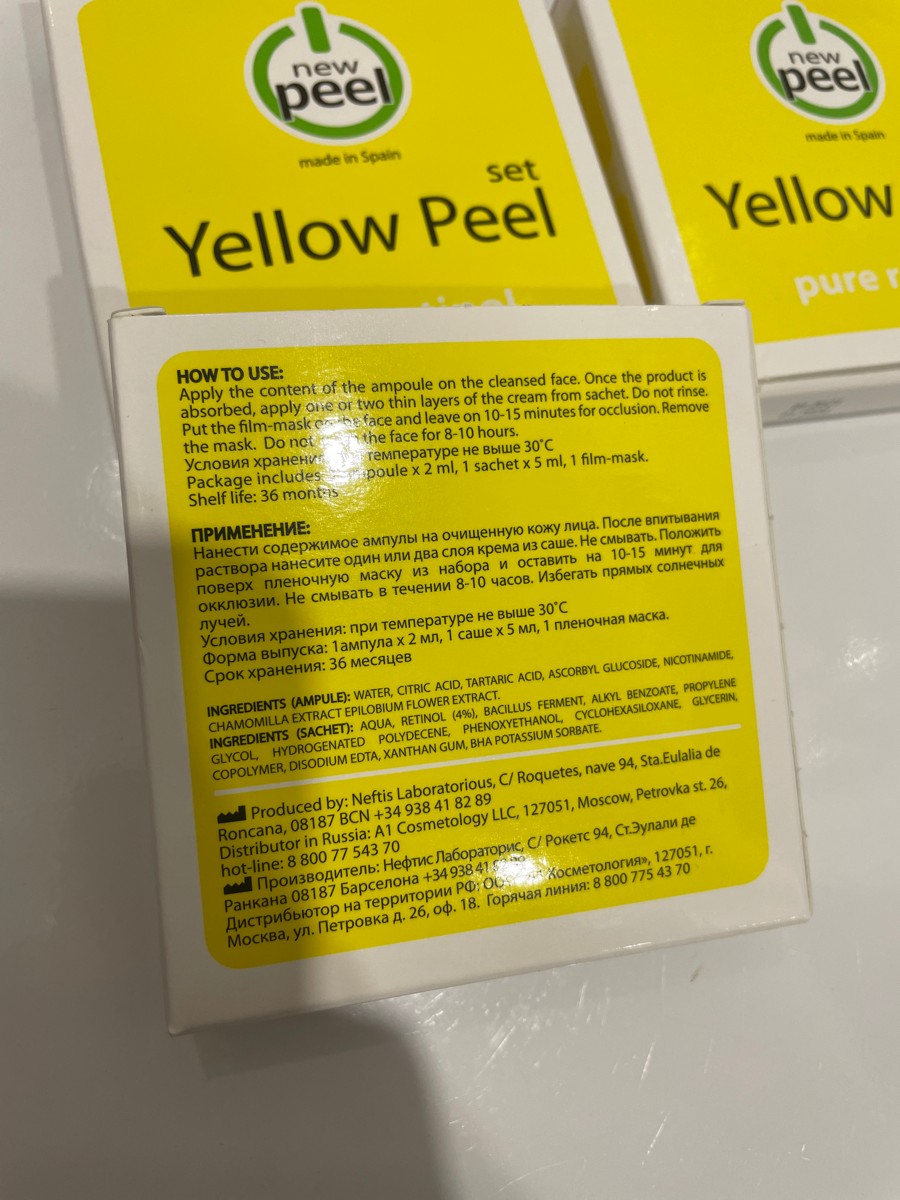 new
peel
made in Spain
set
Yellow Peel
new
peel
made in Spain
Yellow
pure
HOW TO USE:
Apply the content of the ampoule on the cleansed face. Once the product is
absorbed, apply one or two thin layers of the cream from sachet. Do not rinse.
Put the film-mask face and leave on 10-15 minutes for occlusion. Remove
the mask. Do not the face for 8-10 hours.
Условия хранения температуре не выше 30˚C
Package includes x 2 ml, 1 sachet x 5 ml, 1 film-mask.
Shelf life: 36 months
ПРИМЕНЕНИЕ:
Нанести содержимое ампулы на очищенную кожу лица. После впитывания
раствора нанесите один или два слоя крема из саше. Не смывать. Положить
поверх пленочную маску из набора и оставить на 10-15 минут для
окклюзии. Не смывать в течении 8-10 часов. Избегать прямых солнечных
лучей.
Условия хранения: при температуре не выше 30˚C
Форма выпуска: 1ампула х 2 мл, 1 саше х 5 мл, 1 пленочная маска.
Срок хранения: 36 месяцев
INGREDIENTS (AMPULE): WATER, CITRIC ACID, TARTARIC ACID, ASCORBYL GLUCOSIDE, NICOTINAMIDE,
CHAMOMILLA EXTRACT EPILOBIUM FLOWER EXTRACT.
INGREDIENTS (SACHET): AQUA, RETINOL (4%), BACILLUS FERMENT, ALKYL BENZOATE, PROPYLENE
GLYCOL, HYDROGENATED POLYDECENE, PHENOXYETHANOL, CYCLOHEXASILOXANE, GLYCERIN,
COPOLYMER, DISODIUM EDTA, XANTHAN GUM, BHA POTASSIUM SORBATE.
Produced by: Neftis Laboratorious, C/ Roquetes, nave 94, Sta.Eulalia de
Roncana, 08187 BCN +34 938 41 82 89
Distributor in Russia: A1 Cosmetology LLC, 127051, Moscow, Petrovka st. 26,
hot-line: 8 800 77 543 70
Производитель: Нефтис Лабораторис, С/ Рокетс 94, Ст.Эулали де
Ранкана 08187 Барселона +34 938 41
Дистрибьютор на территории РФ: Косметология», 127051, г.
Москва, ул. Петровка д. 26, оф. 18. Горячая линия: 8 800 775 43 70